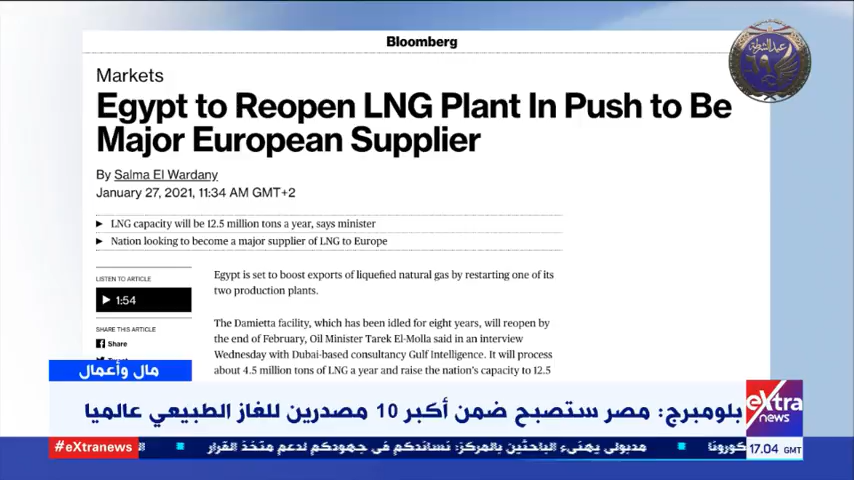 Bloomberg
Markets
Egypt to Reopen LNG Plant In Push to Be
Major European Supplier
By Salma El Wardany
January 27, 2021, 11:34 AM GMT+2
LNG capacity will be 12.5 million tons a year, says minister
Nation looking to become a major supplier of LNG to Europe
LISTEN TO ARTICLE
1:54
SHARE THIS ARTICLE
Share
Egypt is set to boost exports of liquefied natural gas by restarting one of its
two production plants.
The Damietta facility, which has been idled for eight years, will reopen by
the end of February, Oil Minister Tarek El-Molla said in an interview
Wednesday with Dubai-based consultancy Gulf Intelligence. It will process
about 4.5 million tons of LNG a year and raise the nation's capacity to 12.5
عيد الشرطة
٦٩
مال وأعمال
بلومبرج: مصر ستصبح ضمن أكبر 10 مصدرين للغاز الطبيعي عالميا
eXtra
news
#eXtranews
كورونا
مدبولي يهنىء الباحثين بالمركز: نساندكم في جهودكم لدعم متخذ القرار
17.04 GMT